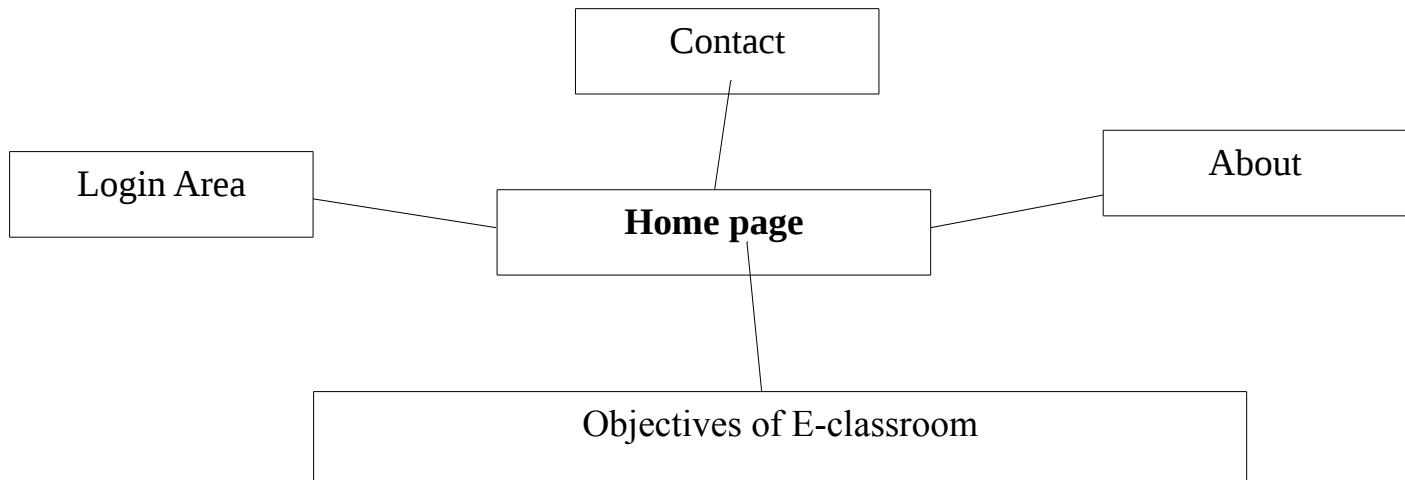 Contact
About
Login Area
Home page
Objectives of E-classroom